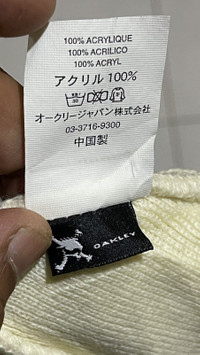 100% ACRYLIQUE
100% ACRILICO
100% ACRYL
アクリル 100%
オークリージャパン株式会社
03-3716-9300
中国製
OAKLEY